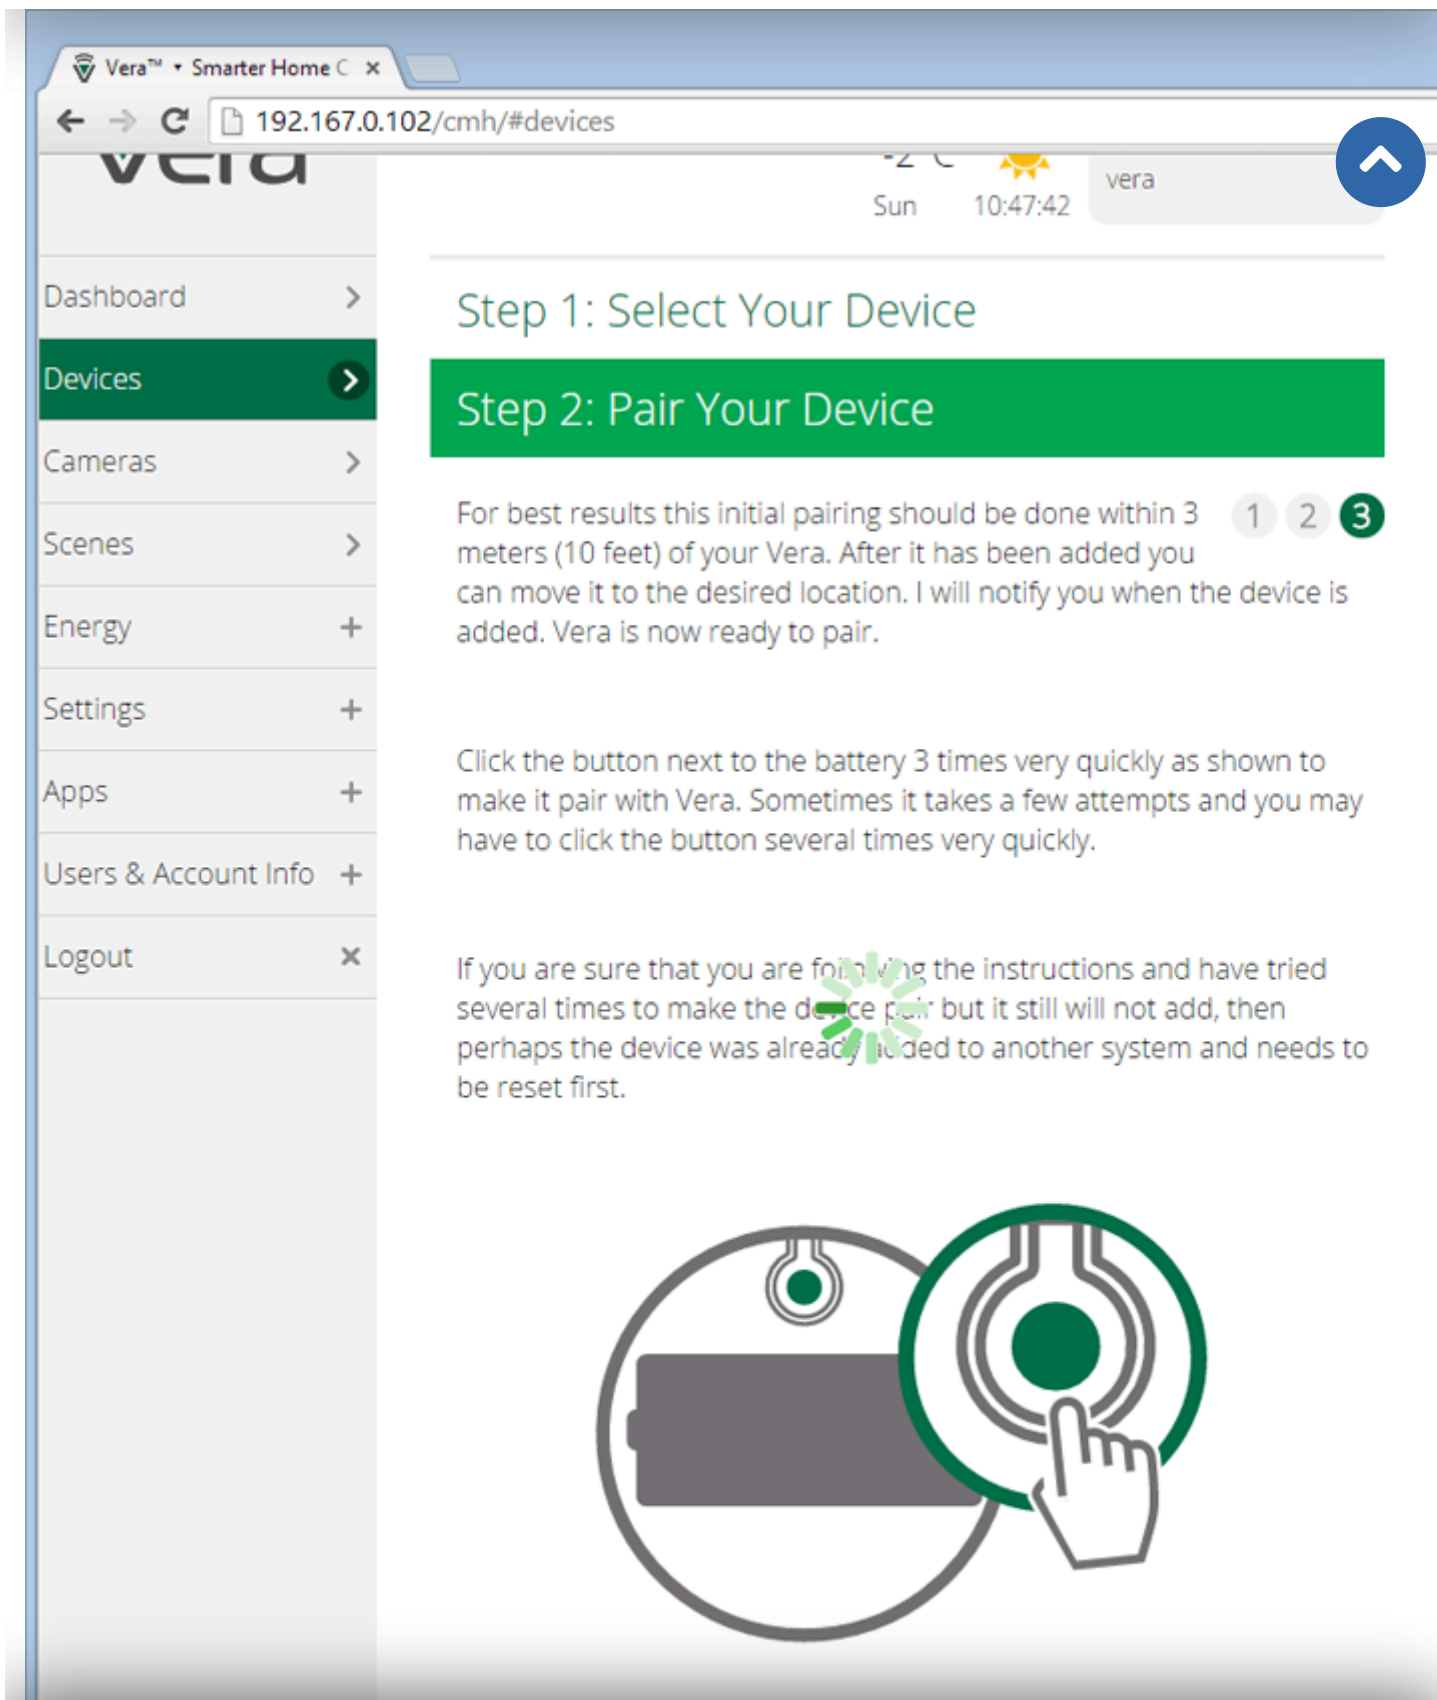 Vera™ • Smarter Home C
192.167.0.102/cmh/#devices
vera
-2 C
vera
Sun 10:47:42
Dashboard
Devices
Cameras
Scenes
Energy
Settings
Apps
Users & Account Info
Logout
Step 1: Select Your Device
Step 2: Pair Your Device
1 2 3
For best results this initial pairing should be done within 3
meters (10 feet) of your Vera. After it has been added you
can move it to the desired location. I will notify you when the device is
added. Vera is now ready to pair.
Click the button next to the battery 3 times very quickly as shown to
make it pair with Vera. Sometimes it takes a few attempts and you may
have to click the button several times very quickly.
If you are sure that you are following the instructions and have tried
several times to make the device pair but it still will not add, then
perhaps the device was already added to another system and needs to
be reset first.